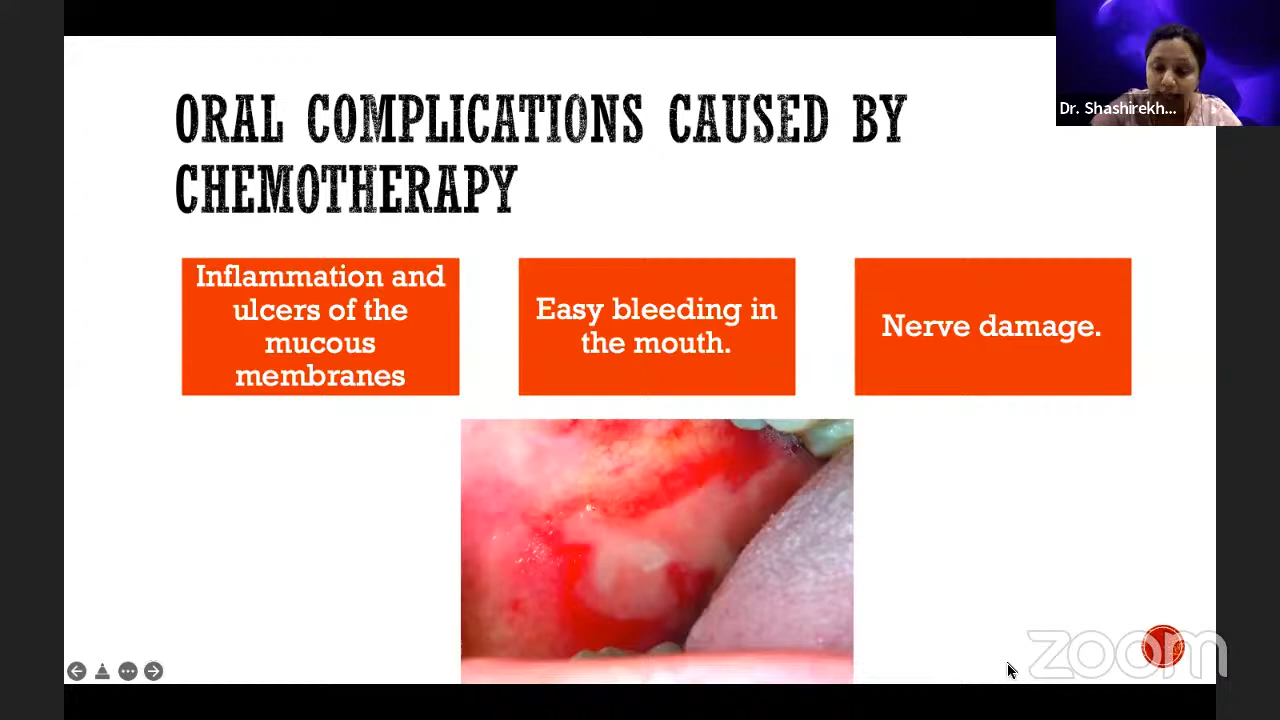 Dr. Shashirekh...
ORAL COMPLICATIONS CAUSED BY
CHEMOTHERAPY
Inflammation and
ulcers of the
mucous
membranes
Easy bleeding in
the mouth.
Nerve damage.
zoom